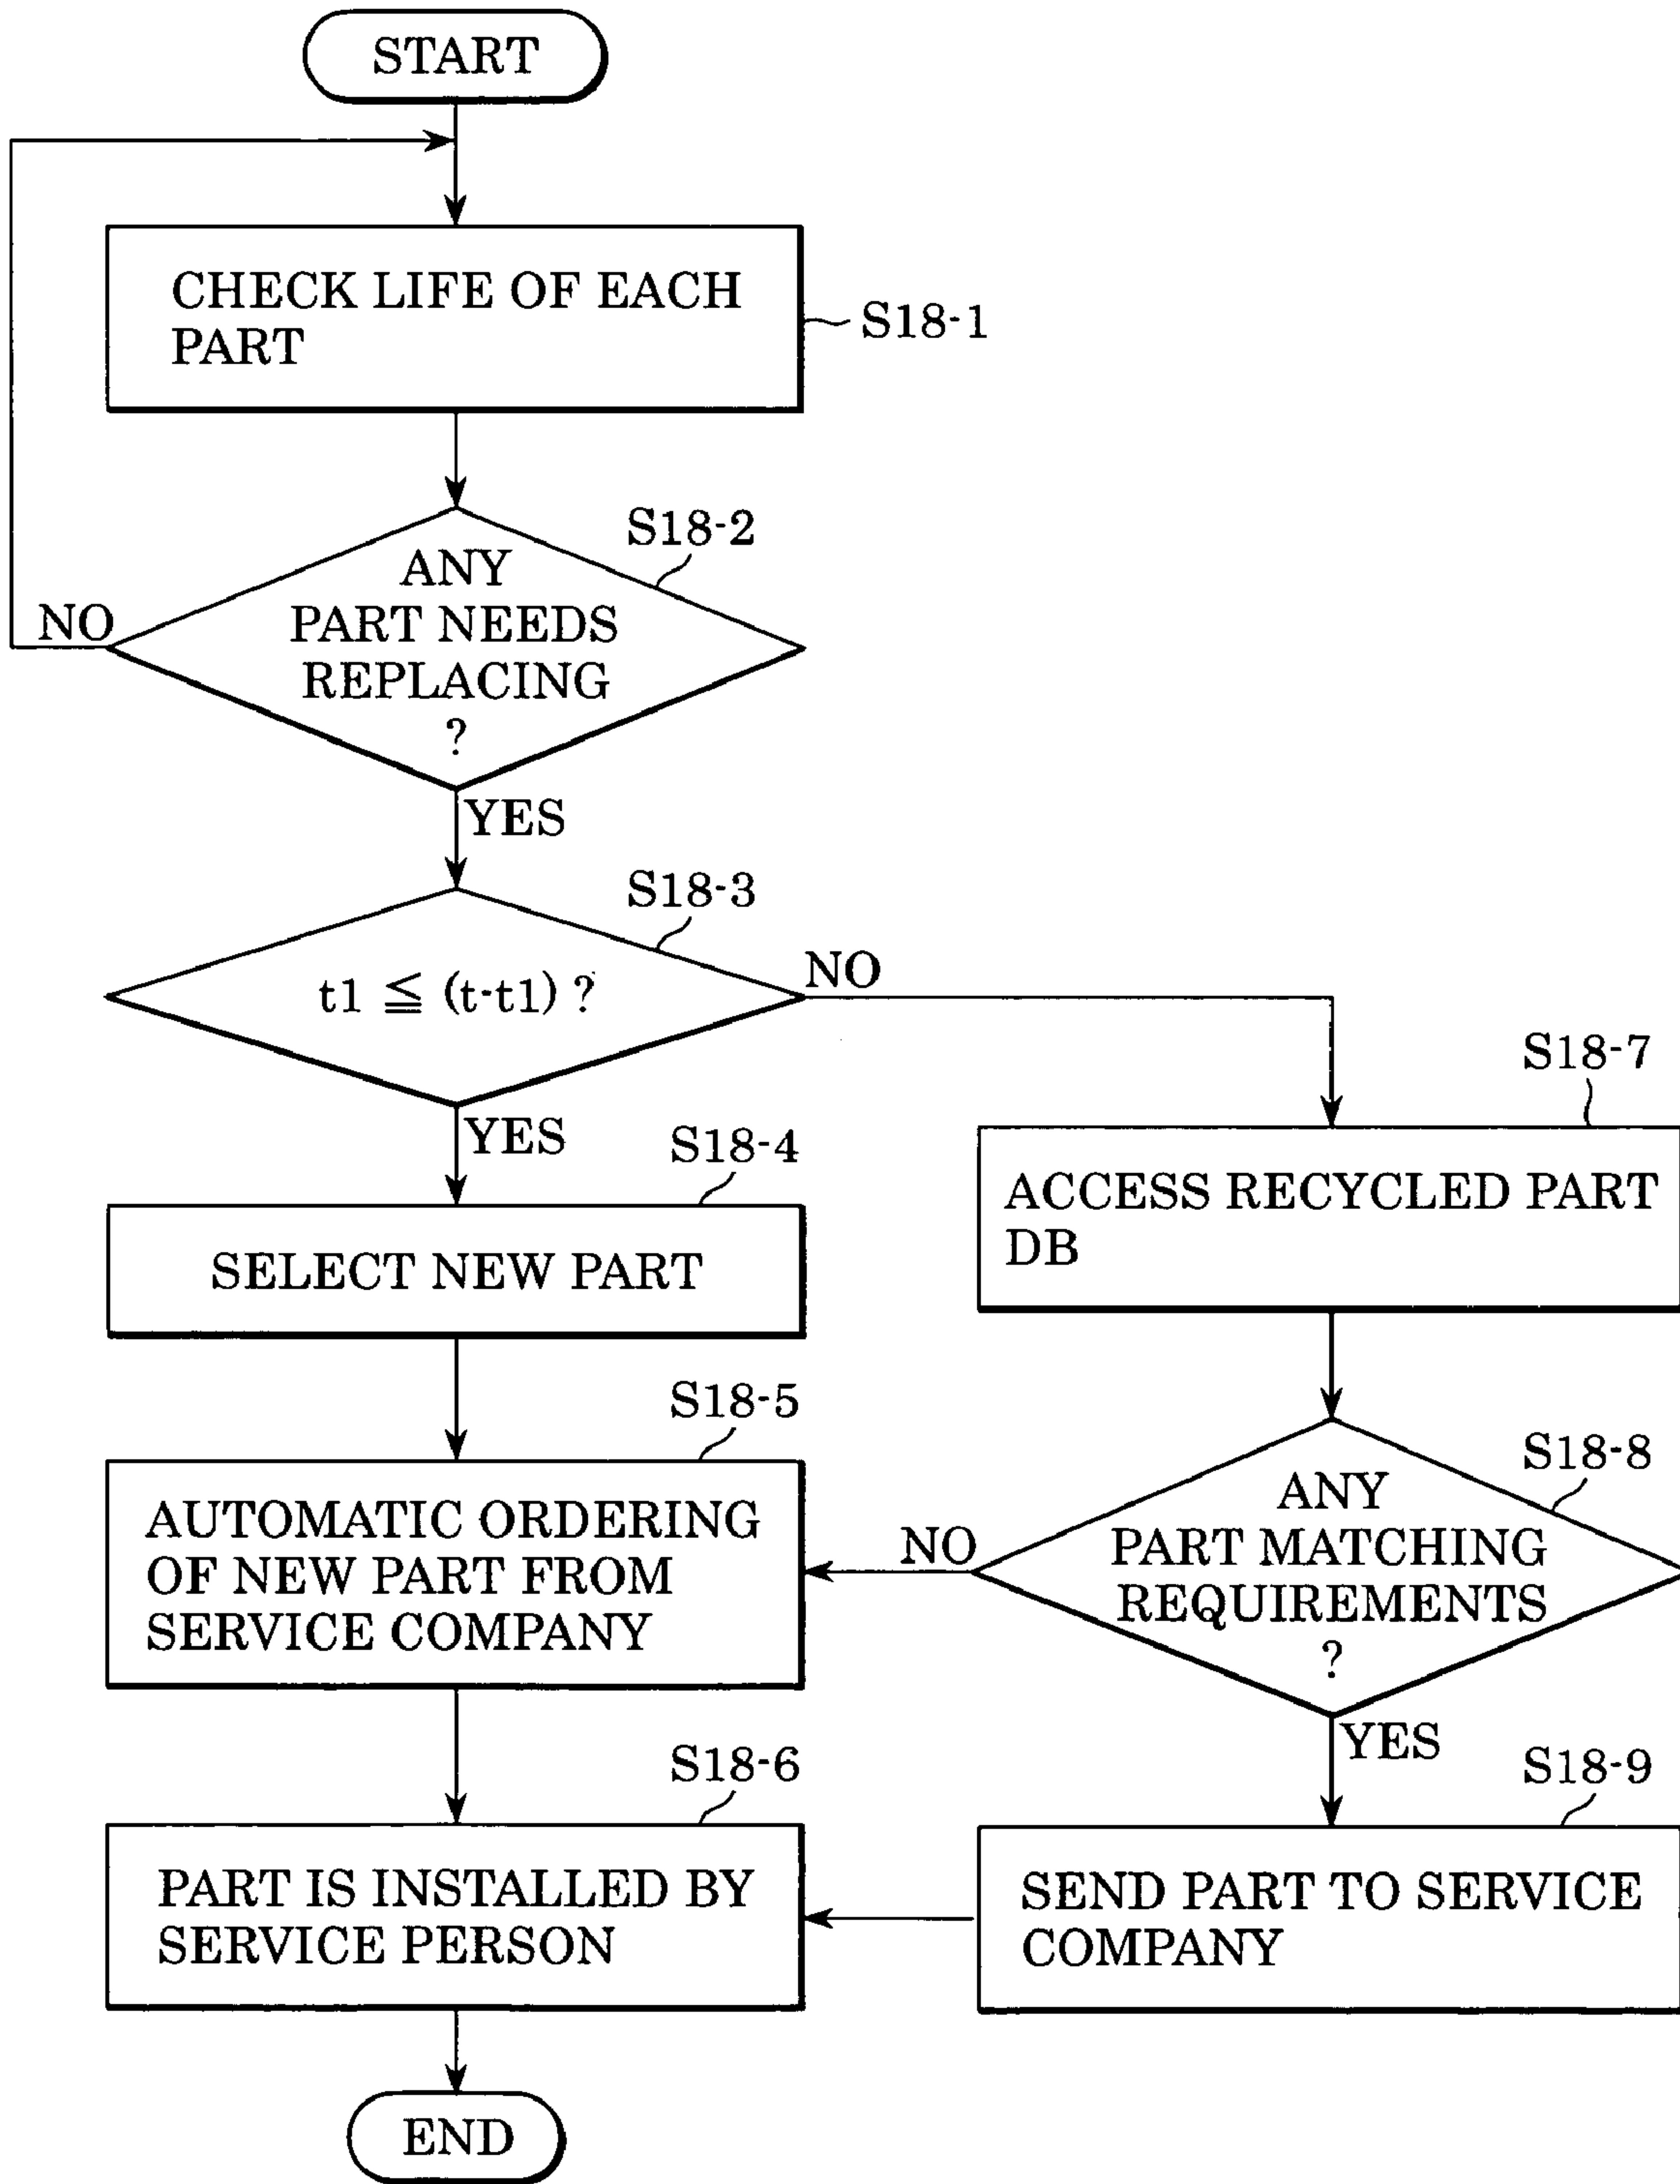 START
CHECK LIFE OF EACH
PART
S18-1
S18-2
ANY
PART NEEDS
REPLACING
?
NO
YES
S18-3
t1 ≦ (t-t1) ?
NO
YES
S18-4
SELECT NEW PART
S18-5
AUTOMATIC ORDERING
OF NEW PART FROM
SERVICE COMPANY
S18-6
PART IS INSTALLED BY
SERVICE PERSON
END
S18-7
ACCESS RECYCLED PART
DB
S18-8
ANY
PART MATCHING
REQUIREMENTS
?
NO
YES
S18-9
SEND PART TO SERVICE
COMPANY